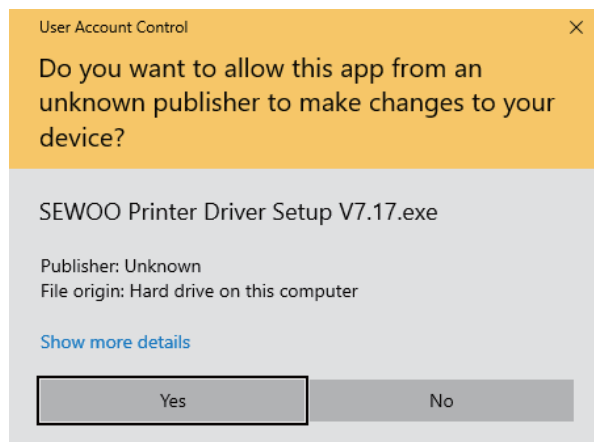 User Account Control
Do you want to allow this app from an
unknown publisher to make changes to your
device?
SEWOO Printer Driver Setup V7.17.exe
Publisher: Unknown
File origin: Hard drive on this computer
Show more details
Yes
No